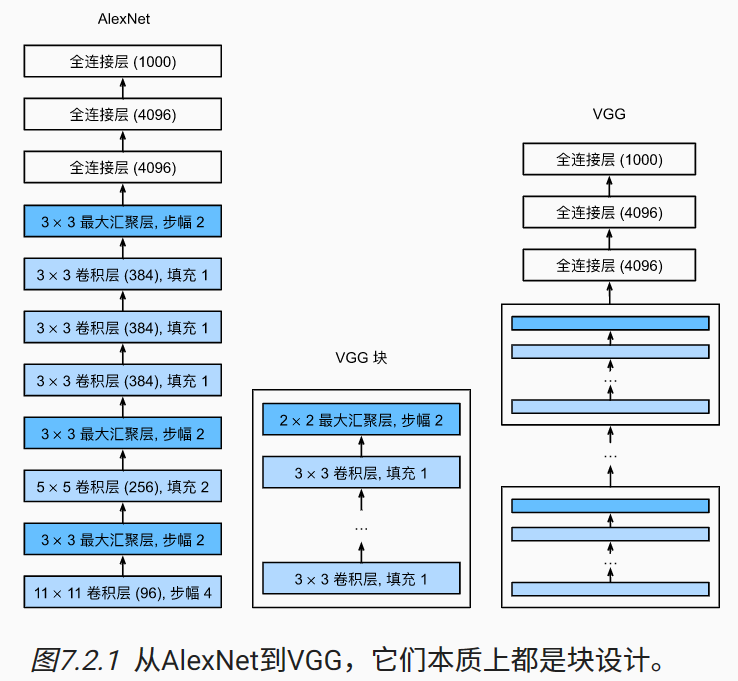 AlexNet
全连接层 (1000)
全连接层 (4096)
全连接层 (4096)
3 × 3 最大汇聚层, 步幅 2
3 × 3 卷积层 (384), 填充 1
3 × 3 卷积层 (384), 填充 1
3 × 3 卷积层 (384), 填充 1
3 × 3 最大汇聚层, 步幅 2
5 × 5 卷积层 (256), 填充 2
3 × 3 最大汇聚层, 步幅 2
11 × 11 卷积层 (96), 步幅 4
VGG 块
2 × 2 最大汇聚层, 步幅 2
3 × 3 卷积层, 填充 1
...
3 × 3 卷积层, 填充 1
VGG
全连接层 (1000)
全连接层 (4096)
全连接层 (4096)
...
...
...
图7.2.1 从AlexNet到VGG，它们本质上都是块设计。